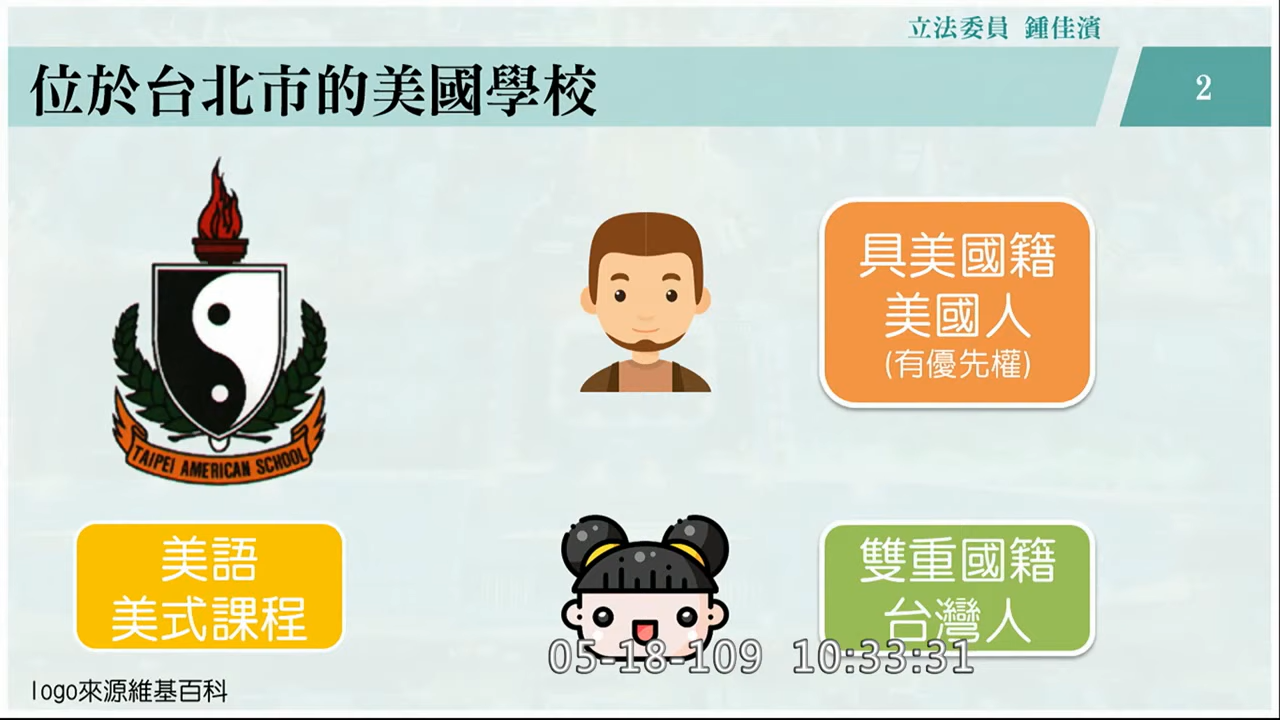 立法委員 鍾佳濱
位於台北市的美國學校
2
TAIPEI AMERICAN SCHOOL
具美國籍
美國人
(有優先權)
美語
美式課程
雙重國籍
台灣人
05-18-109 10:33:31
logo來源維基百科